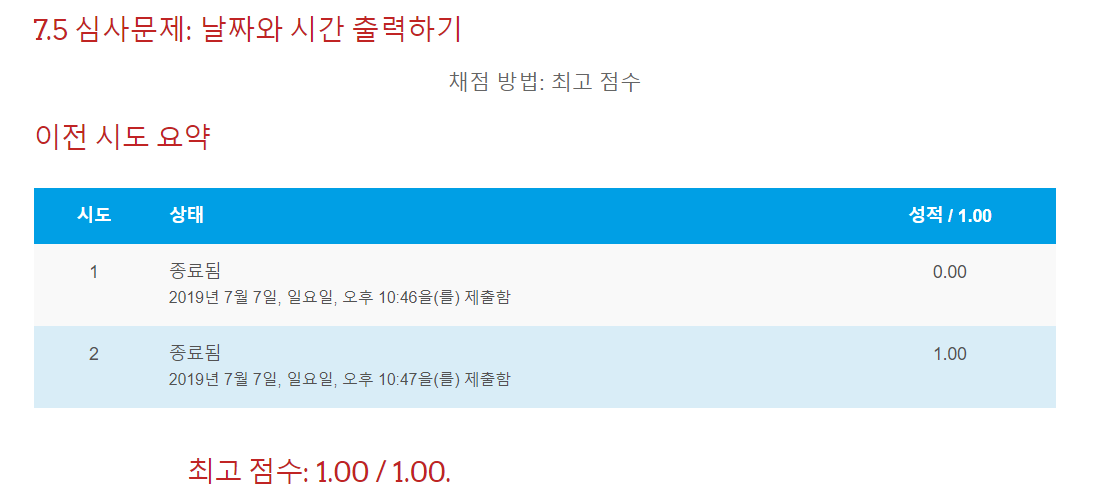 7.5 심사문제: 날짜와 시간 출력하기
채점 방법: 최고 점수
이전 시도 요약
시도 상태 성적 / 1.00
1 종료됨 0.00
2019년 7월 7일, 일요일, 오후 10:46을(를) 제출함
2 종료됨 1.00
2019년 7월 7일, 일요일, 오후 10:47을(를) 제출함
최고 점수: 1.00 / 1.00.